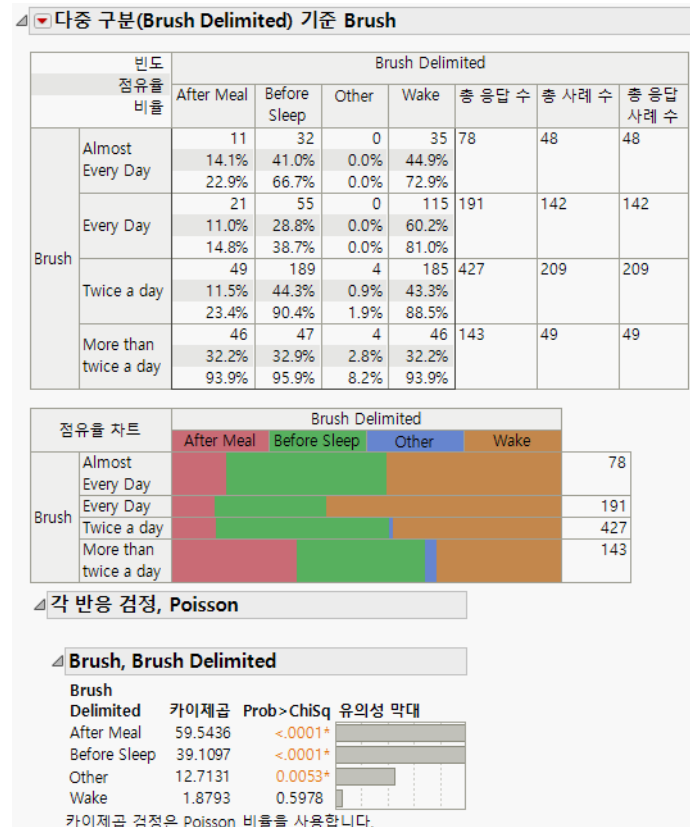 다중 구분(Brush Delimited) 기준 Brush
빈도 Brush Delimited
점유율 After Meal Before Sleep Other Wake 총 응답 수 총 사례 수 총 응답 사례 수
비율
Brush
Almost Every Day 11 32 0 35 78 48 48
14.1% 41.0% 0.0% 44.9%
22.9% 66.7% 0.0% 72.9%
Every Day 21 55 0 115 191 142 142
11.0% 28.8% 0.0% 60.2%
14.8% 38.7% 0.0% 81.0%
Twice a day 49 189 4 185 427 209 209
11.5% 44.3% 0.9% 43.3%
23.4% 90.4% 1.9% 88.5%
More than twice a day 46 47 4 46 143 49 49
32.2% 32.9% 2.8% 32.2%
93.9% 95.9% 8.2% 93.9%
점유율 차트 Brush Delimited
After Meal Before Sleep Other Wake
Brush
Almost Every Day 78
Every Day 191
Twice a day 427
More than twice a day 143
각 반응 검정, Poisson
Brush, Brush Delimited
Brush
Delimited 카이제곱 Prob>ChiSq 유의성 막대
After Meal 59.5436 <.0001*
Before Sleep 39.1097 <.0001*
Other 12.7131 0.0053*
Wake 1.8793 0.5978
카이제곱 검정은 Poisson 비율을 사용합니다.